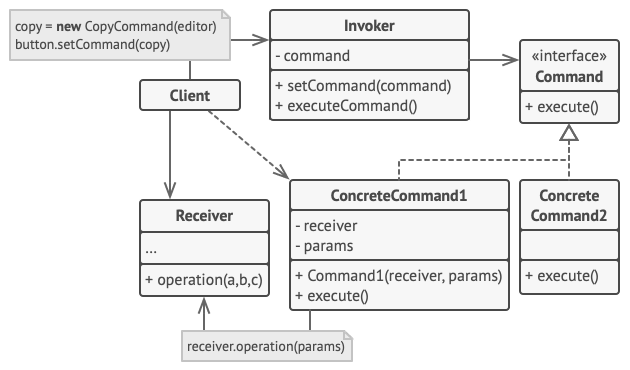 copy = new CopyCommand(editor)
button.setCommand(copy)
Client
Invoker
- command
+ setCommand(command)
+ executeCommand()
«interface»
Command
+ execute()
Receiver
...
+ operation(a,b,c)
ConcreteCommand1
- receiver
- params
+ Command1(receiver, params)
+ execute()
Concrete
Command2
+ execute()
receiver.operation(params)